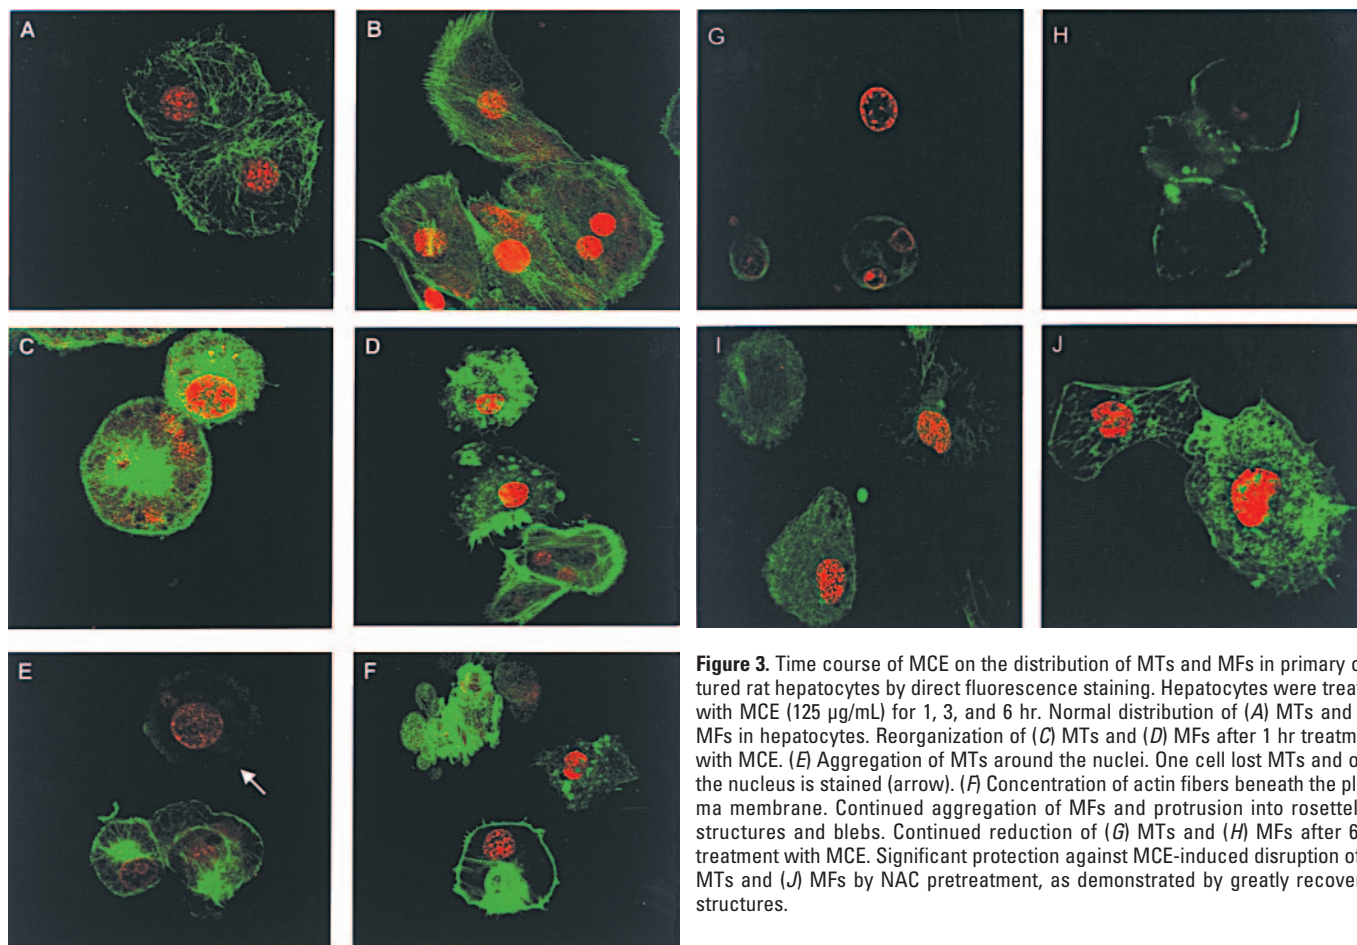 A
B
G
H
C
D
I
J
E
F
Figure 3. Time course of MCE on the distribution of MTs and MFs in primary
tured rat hepatocytes by direct fluorescence staining. Hepatocytes were
with MCE (125 µg/mL) for 1, 3, and 6 hr. Normal distribution of (A) MTs and
MFs in hepatocytes. Reorganization of (C) MTs and (D) MFs after 1 hr
with MCE. (E) Aggregation of MTs around the nuclei. One cell lost MTs and
the nucleus is stained (arrow). (F) Concentration of actin fibers beneath the
ma membrane. Continued aggregation of MFs and protrusion into
structures and blebs. Continued reduction of (G) MTs and (H) MFs after 6
treatment with MCE. Significant protection against MCE-induced disruption of
MTs and (J) MFs by NAC pretreatment, as demonstrated by greatly
structures.